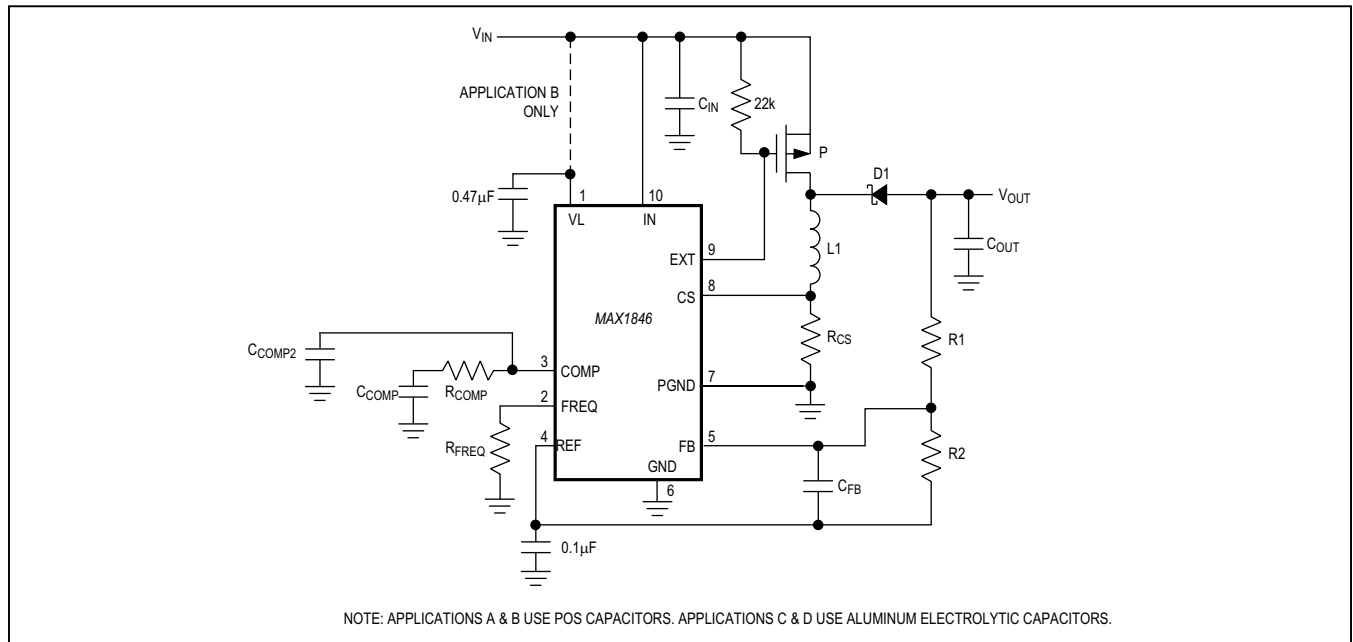 VIN
APPLICATION B
ONLY
CIN
22k
P
D1
VOUT
0.47μF
1
10
VL
IN
COUT
L1
EXT
9
CS
8
MAX1846
RCS
R1
CCOMP2
3
COMP
CCOMP
RCOMP
PGND
7
2
FREQ
RFREQ
4
REF
FB
5
R2
GND
6
CFB
0.1μF
NOTE: APPLICATIONS A & B USE POS CAPACITORS. APPLICATIONS C & D USE ALUMINUM ELECTROLYTIC CAPACITORS.